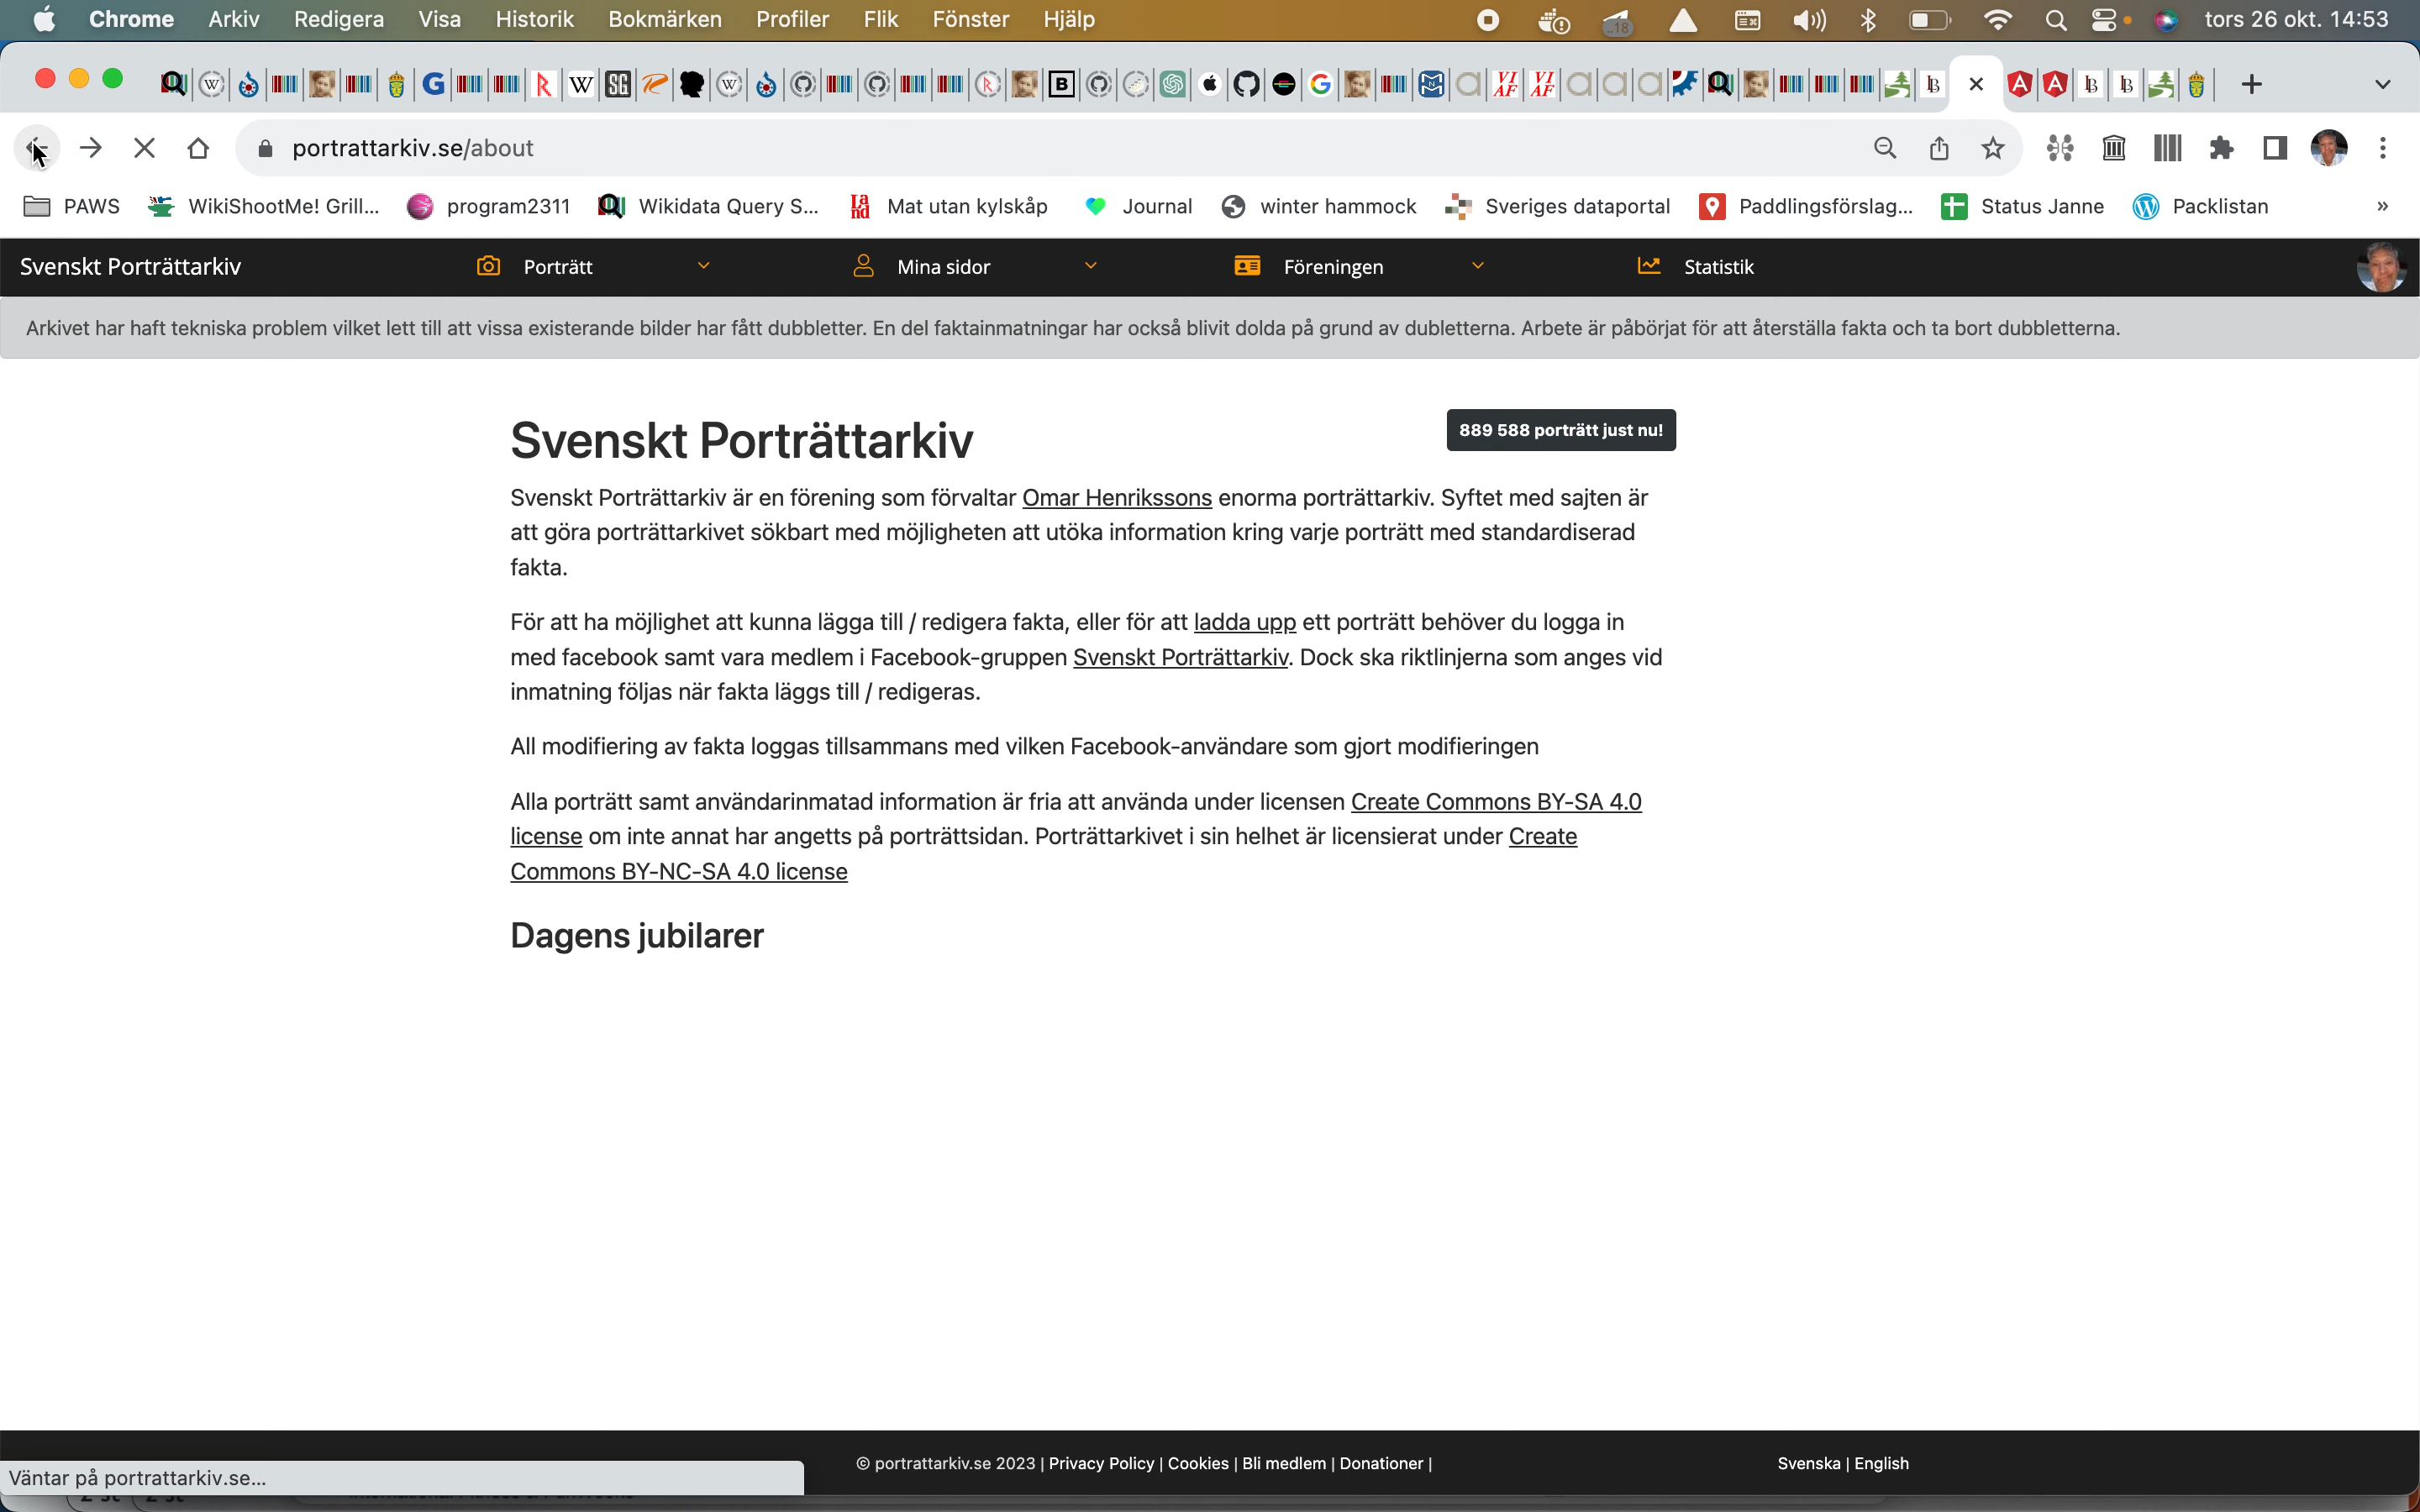 Chrome Arkiv Redigera Visa Historik Bokmärken Profiler Flik Fönster Hjälp tors 26 okt. 14:53
portrattarkiv.se/about
PAWS WikiShootMe! Grill... program2311 Wikidata Query S... Mat utan kylskåp Journal winter hammock Sveriges dataportal Paddlingsförslag... Status Janne Packlistan »
Svenskt Porträttarkiv Porträtt Mina sidor Föreningen Statistik
Arkivet har haft tekniska problem vilket lett till att vissa existerande bilder har fått dubbletter. En del faktainmatningar har också blivit dolda på grund av dubletterna. Arbete är påbörjat för att återställa fakta och ta bort dubbletterna.
Svenskt Porträttarkiv
889 588 porträtt just nu!
Svenskt Porträttarkiv är en förening som förvaltar Omar Henrikssons enorma porträttarkiv. Syftet med sajten är
att göra porträttarkivet sökbart med möjligheten att utöka information kring varje porträtt med standardiserad
fakta.
För att ha möjlighet att kunna lägga till / redigera fakta, eller för att ladda upp ett porträtt behöver du logga in
med facebook samt vara medlem i Facebook-gruppen Svenskt Porträttarkiv. Dock ska riktlinjerna som anges vid
inmatning följas när fakta läggs till / redigeras.
All modifiering av fakta loggas tillsammans med vilken Facebook-användare som gjort modifieringen
Alla porträtt samt användarinmatad information är fria att använda under licensen Create Commons BY-SA 4.0
license om inte annat har angetts på porträttsidan. Porträttarkivet i sin helhet är licensierat under Create
Commons BY-NC-SA 4.0 license
Dagens jubilarer
© portrattarkiv.se 2023 | Privacy Policy | Cookies | Bli medlem | Donationer |
Svenska | English
Väntar på portrattarkiv.se...